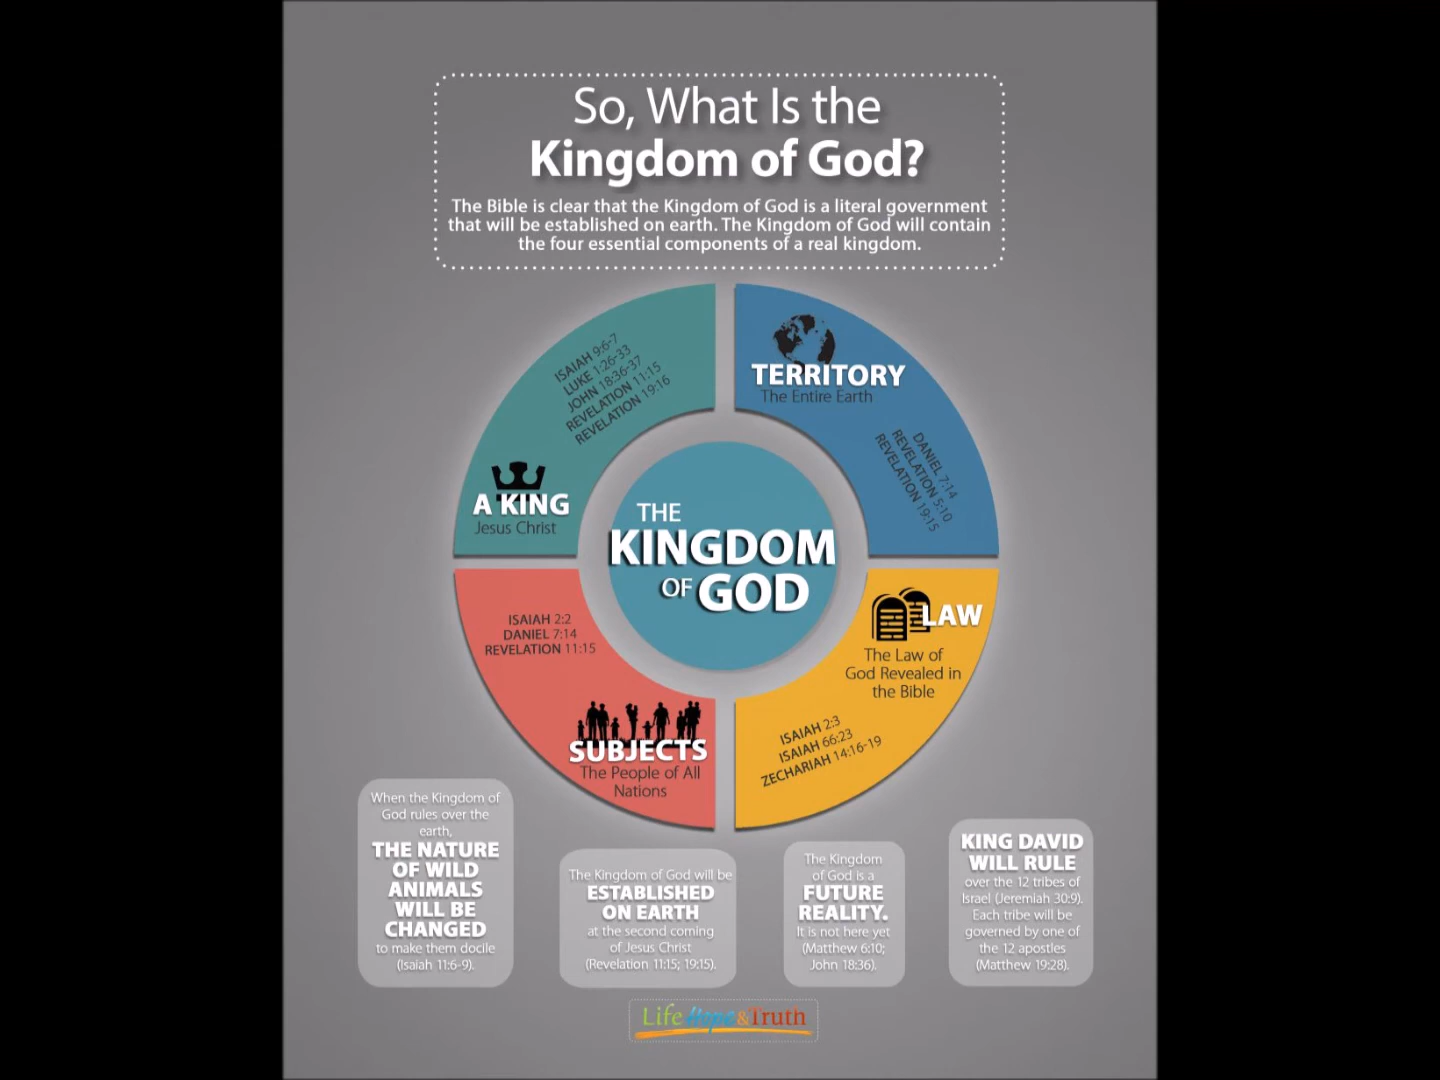 So, What Is the
Kingdom of God?
The Bible is clear that the Kingdom of God is a literal government
that will be established on earth. The Kingdom of God will contain
the four essential components of a real kingdom.
ISAIAH 9:6-7
LUKE 1:26-33
JOHN 18:36-37
REVELATION 11:15
REVELATION 19:16
A KING
Jesus Christ
TERRITORY
The Entire Earth
DANIEL 7:14
REVELATION 5:10
REVELATION 19:15
THE
KINGDOM
OF GOD
ISAIAH 2:2
DANIEL 7:14
REVELATION 11:15
SUBJECTS
The People of All
Nations
LAW
The Law of
God Revealed in
the Bible
ISAIAH 2:3
ISAIAH 66:23
ZECHARIAH 14:16-19
When the Kingdom of
God rules over the
earth,
THE NATURE
OF WILD
ANIMALS
WILL BE
CHANGED
to make them docile
(Isaiah 11:6-9).
The Kingdom of God will be
ESTABLISHED
ON EARTH
at the second coming
of Jesus Christ
(Revelation 11:15; 19:15).
The Kingdom
of God is a
FUTURE
REALITY.
It is not here yet
(Matthew 6:10;
John 18:36).
KING DAVID
WILL RULE
over the 12 tribes of
Israel (Jeremiah 30:9).
Each tribe will be
governed by one of
the 12 apostles
(Matthew 19:28).
Life Hope & Truth